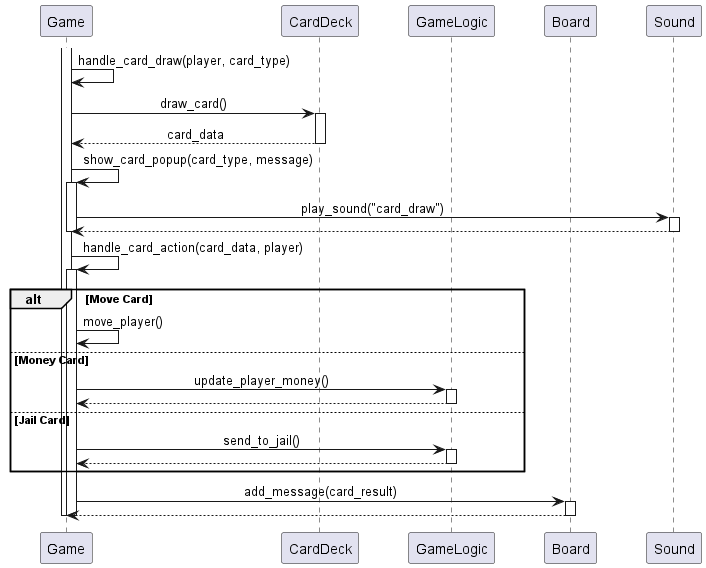 Game CardDeck GameLogic Board Sound
handle_card_draw(player, card_type)
draw_card()
card_data
show_card_popup(card_type, message)
play_sound("card_draw")
handle_card_action(card_data, player)
alt [Move Card]
move_player()
[Money Card]
update_player_money()
[Jail Card]
send_to_jail()
add_message(card_result)
Game CardDeck GameLogic Board Sound